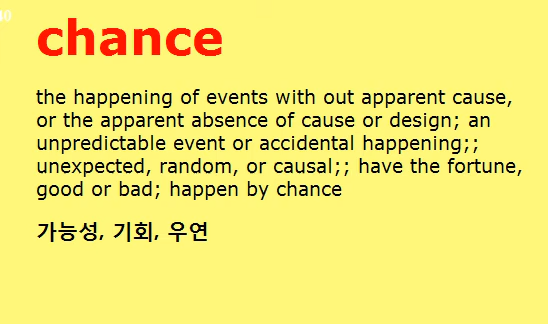 chance
the happening of events with out apparent cause,
or the apparent absence of cause or design; an
unpredictable event or accidental happening;;
unexpected, random, or causal;; have the fortune,
good or bad; happen by chance
가능성, 기회, 우연